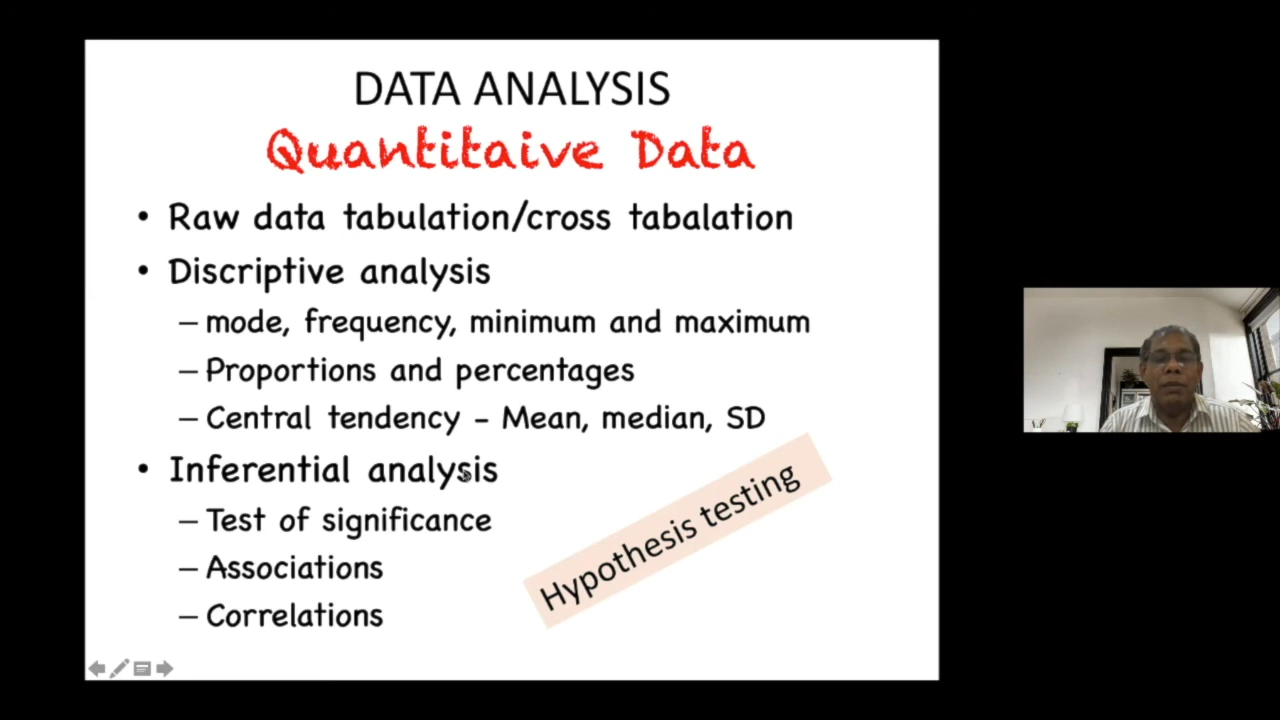 DATA ANALYSIS
Quantitaive Data
• Raw data tabulation/cross tabalation
• Discriptive analysis
– mode, frequency, minimum and maximum
– Proportions and percentages
– Central tendency – Mean, median, SD
• Inferential analysis
– Test of significance
– Associations
– Correlations
Hypothesis testing